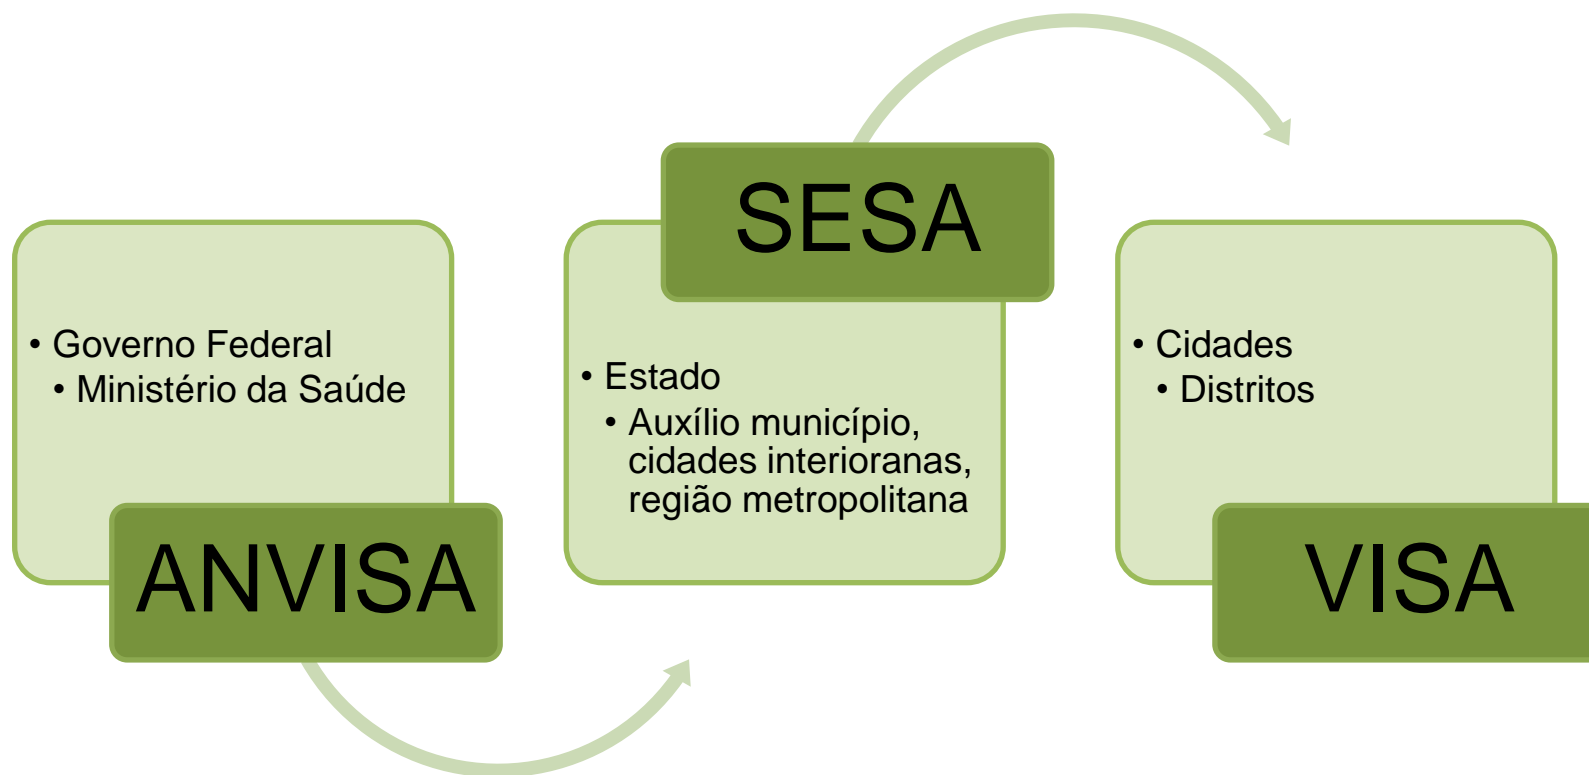 • Governo Federal
• Ministério da Saúde
ANVISA
SESA
• Estado
• Auxílio município,
cidades interioranas,
região metropolitana
• Cidades
• Distritos
VISA